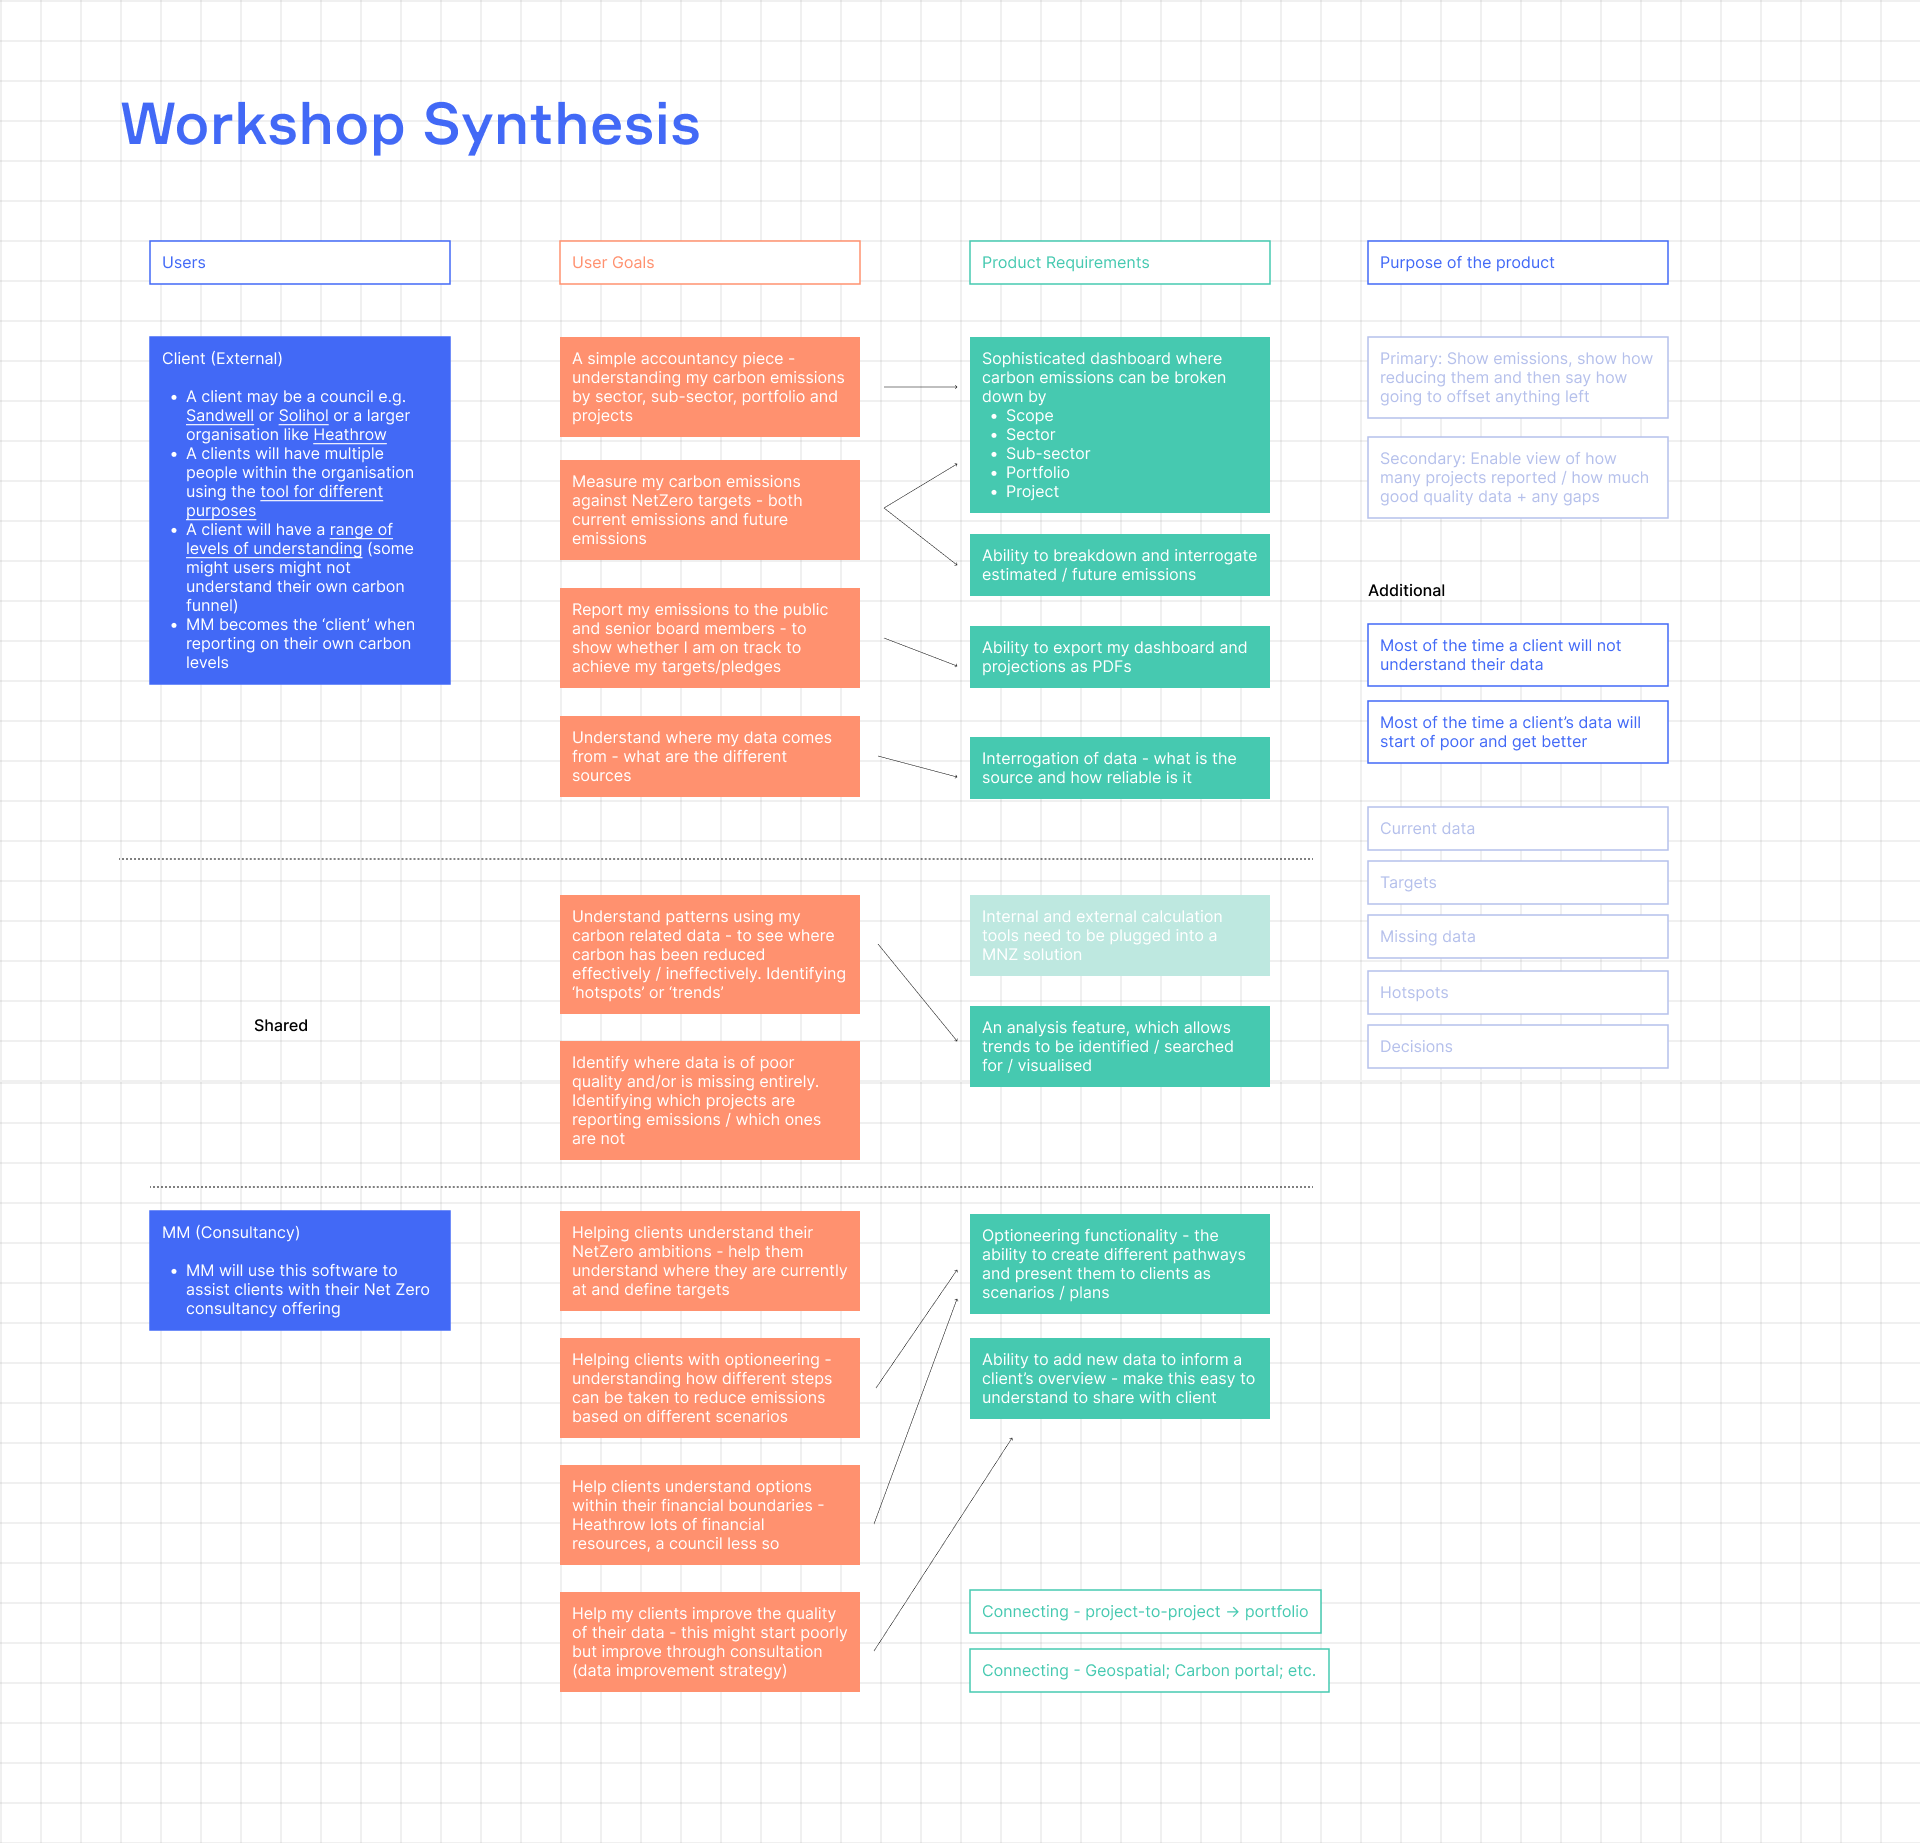 Workshop Synthesis
Users
User Goals
Product Requirements
Purpose of the product
Client (External)
• A client may be a council e.g.
Sandwell or Solihol or a larger
organisation like Heathrow
• A clients will have multiple
people within the organisation
using the tool for different
purposes
• A client will have a range of
levels of understanding (some
might users might not
understand their own carbon
funnel)
• MM becomes the ‘client’ when
reporting on their own carbon
levels
A simple accountancy piece -
understanding my carbon emissions
by sector, sub-sector, portfolio and
projects
Measure my carbon emissions
against NetZero targets - both
current emissions and future
emissions
Report my emissions to the public
and senior board members - to
show whether I am on track to
achieve my targets/pledges
Understand where my data comes
from - what are the different
sources
Sophisticated dashboard where
carbon emissions can be broken
down by
• Scope
• Sector
• Sub-sector
• Portfolio
• Project
Ability to breakdown and interrogate
estimated / future emissions
Ability to export my dashboard and
projections as PDFs
Interrogation of data - what is the
source and how reliable is it
Primary: Show emissions, show how
reducing them and then say how
going to offset anything left
Secondary: Enable view of how
many projects reported / how much
good quality data + any gaps
Additional
Most of the time a client will not
understand their data
Most of the time a client’s data will
start of poor and get better
Current data
Targets
Missing data
Hotspots
Decisions
Shared
Understand patterns using my
carbon related data - to see where
carbon has been reduced
effectively / ineffectively. Identifying
‘hotspots’ or ‘trends’
Identify where data is of poor
quality and/or is missing entirely.
Identifying which projects are
reporting emissions / which ones
are not
Internal and external calculation
tools need to be plugged into a
MNZ solution
An analysis feature, which allows
trends to be identified / searched
for / visualised
MM (Consultancy)
• MM will use this software to
assist clients with their Net Zero
consultancy offering
Helping clients understand their
NetZero ambitions - help them
understand where they are currently
at and define targets
Helping clients with optioneering -
understanding how different steps
can be taken to reduce emissions
based on different scenarios
Help clients understand options
within their financial boundaries -
Heathrow lots of financial
resources, a council less so
Help my clients improve the quality
of their data - this might start poorly
but improve through consultation
(data improvement strategy)
Optioneering functionality - the
ability to create different pathways
and present them to clients as
scenarios / plans
Ability to add new data to inform a
client’s overview - make this easy to
understand to share with client
Connecting - project-to-project → portfolio
Connecting - Geospatial; Carbon portal; etc.